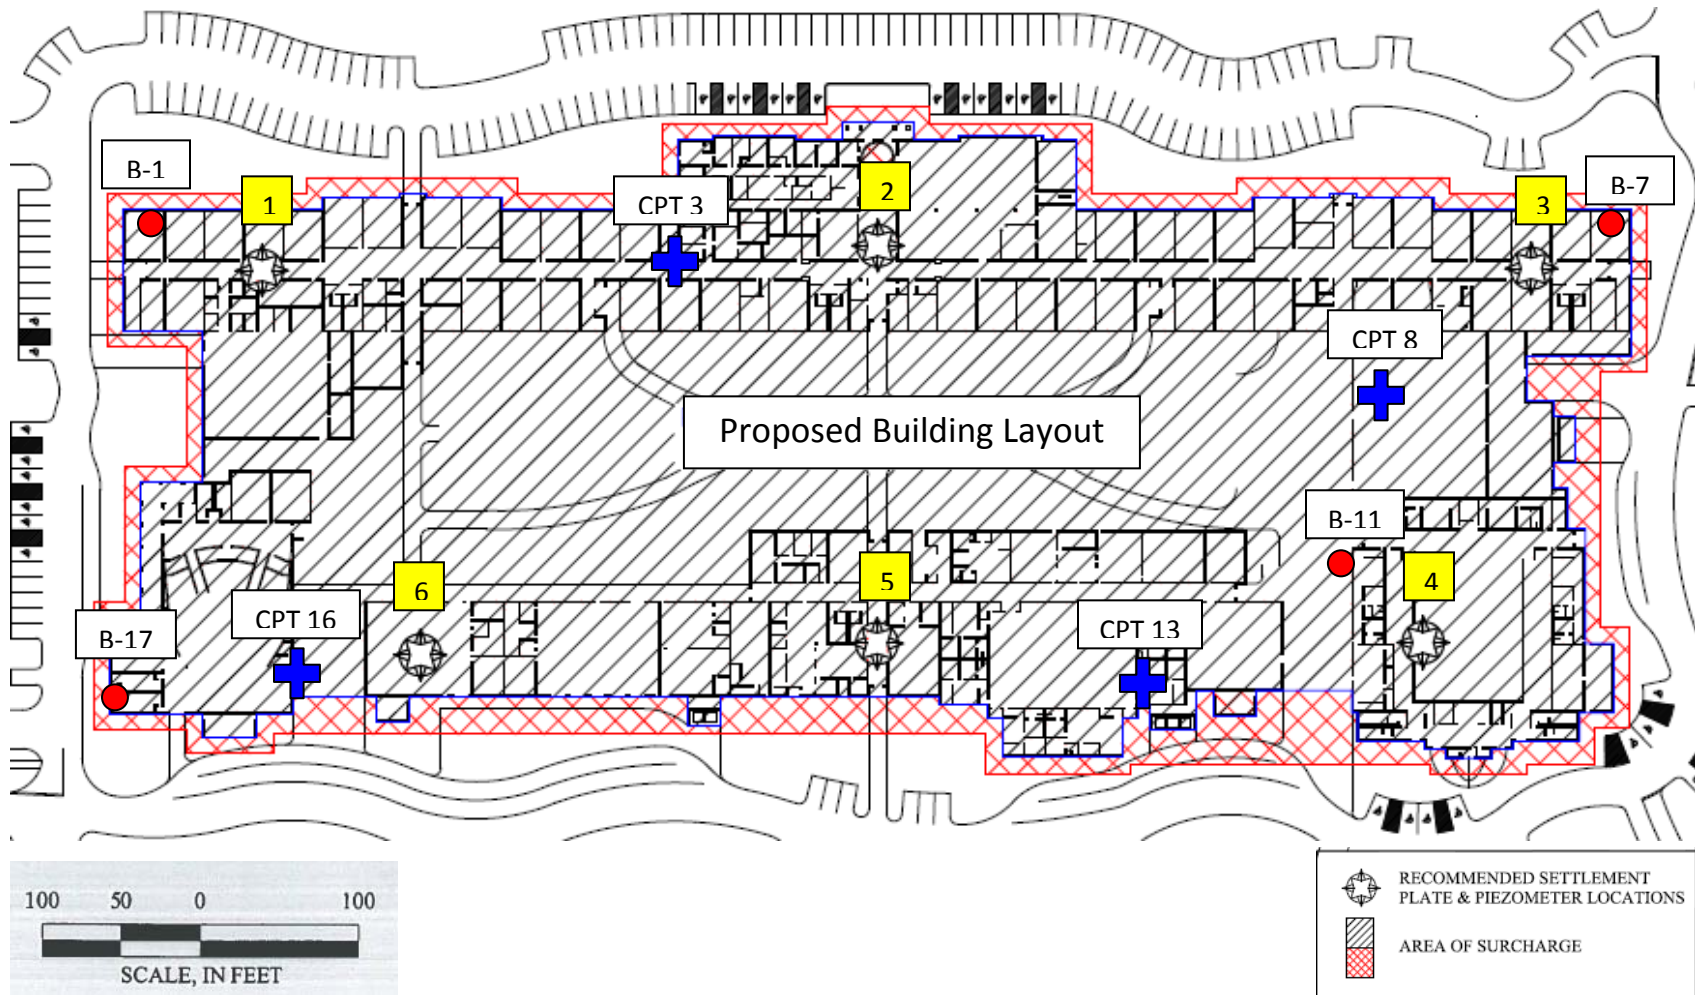 B-1
1
CPT 3
2
3
B-7
CPT 8
Proposed Building Layout
B-11
6
5
4
CPT 16
CPT 13
B-17
100 50 0 100
SCALE, IN FEET
RECOMMENDED SETTLEMENT
PLATE & PIEZOMETER LOCATIONS
AREA OF SURCHARGE